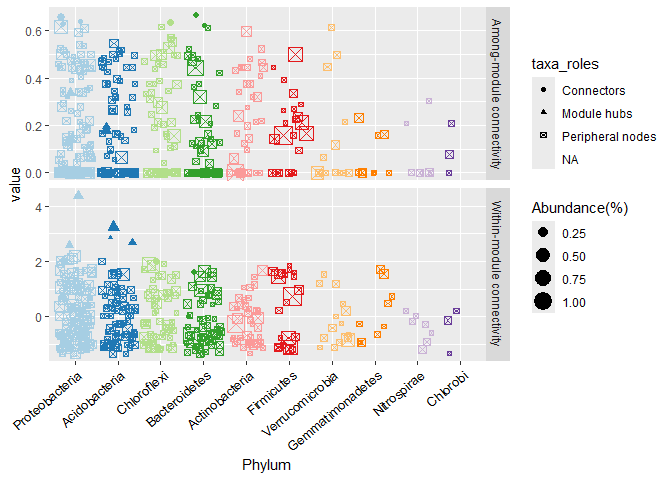 0.6
0.4
0.2
0.0
Among-module connectivity
4
2
0
Within-module connectivity
value
Proteobacteria
Acidobacteria
Chloroflexi
Bacteroidetes
Actinobacteria
Firmicutes
Verrucomicrobia
Gemmatimonadetes
Nitrospirae
Chlorobi
Phylum
taxa_roles
Connectors
Module hubs
Peripheral nodes
NA
Abundance(%)
0.25
0.50
0.75
1.00